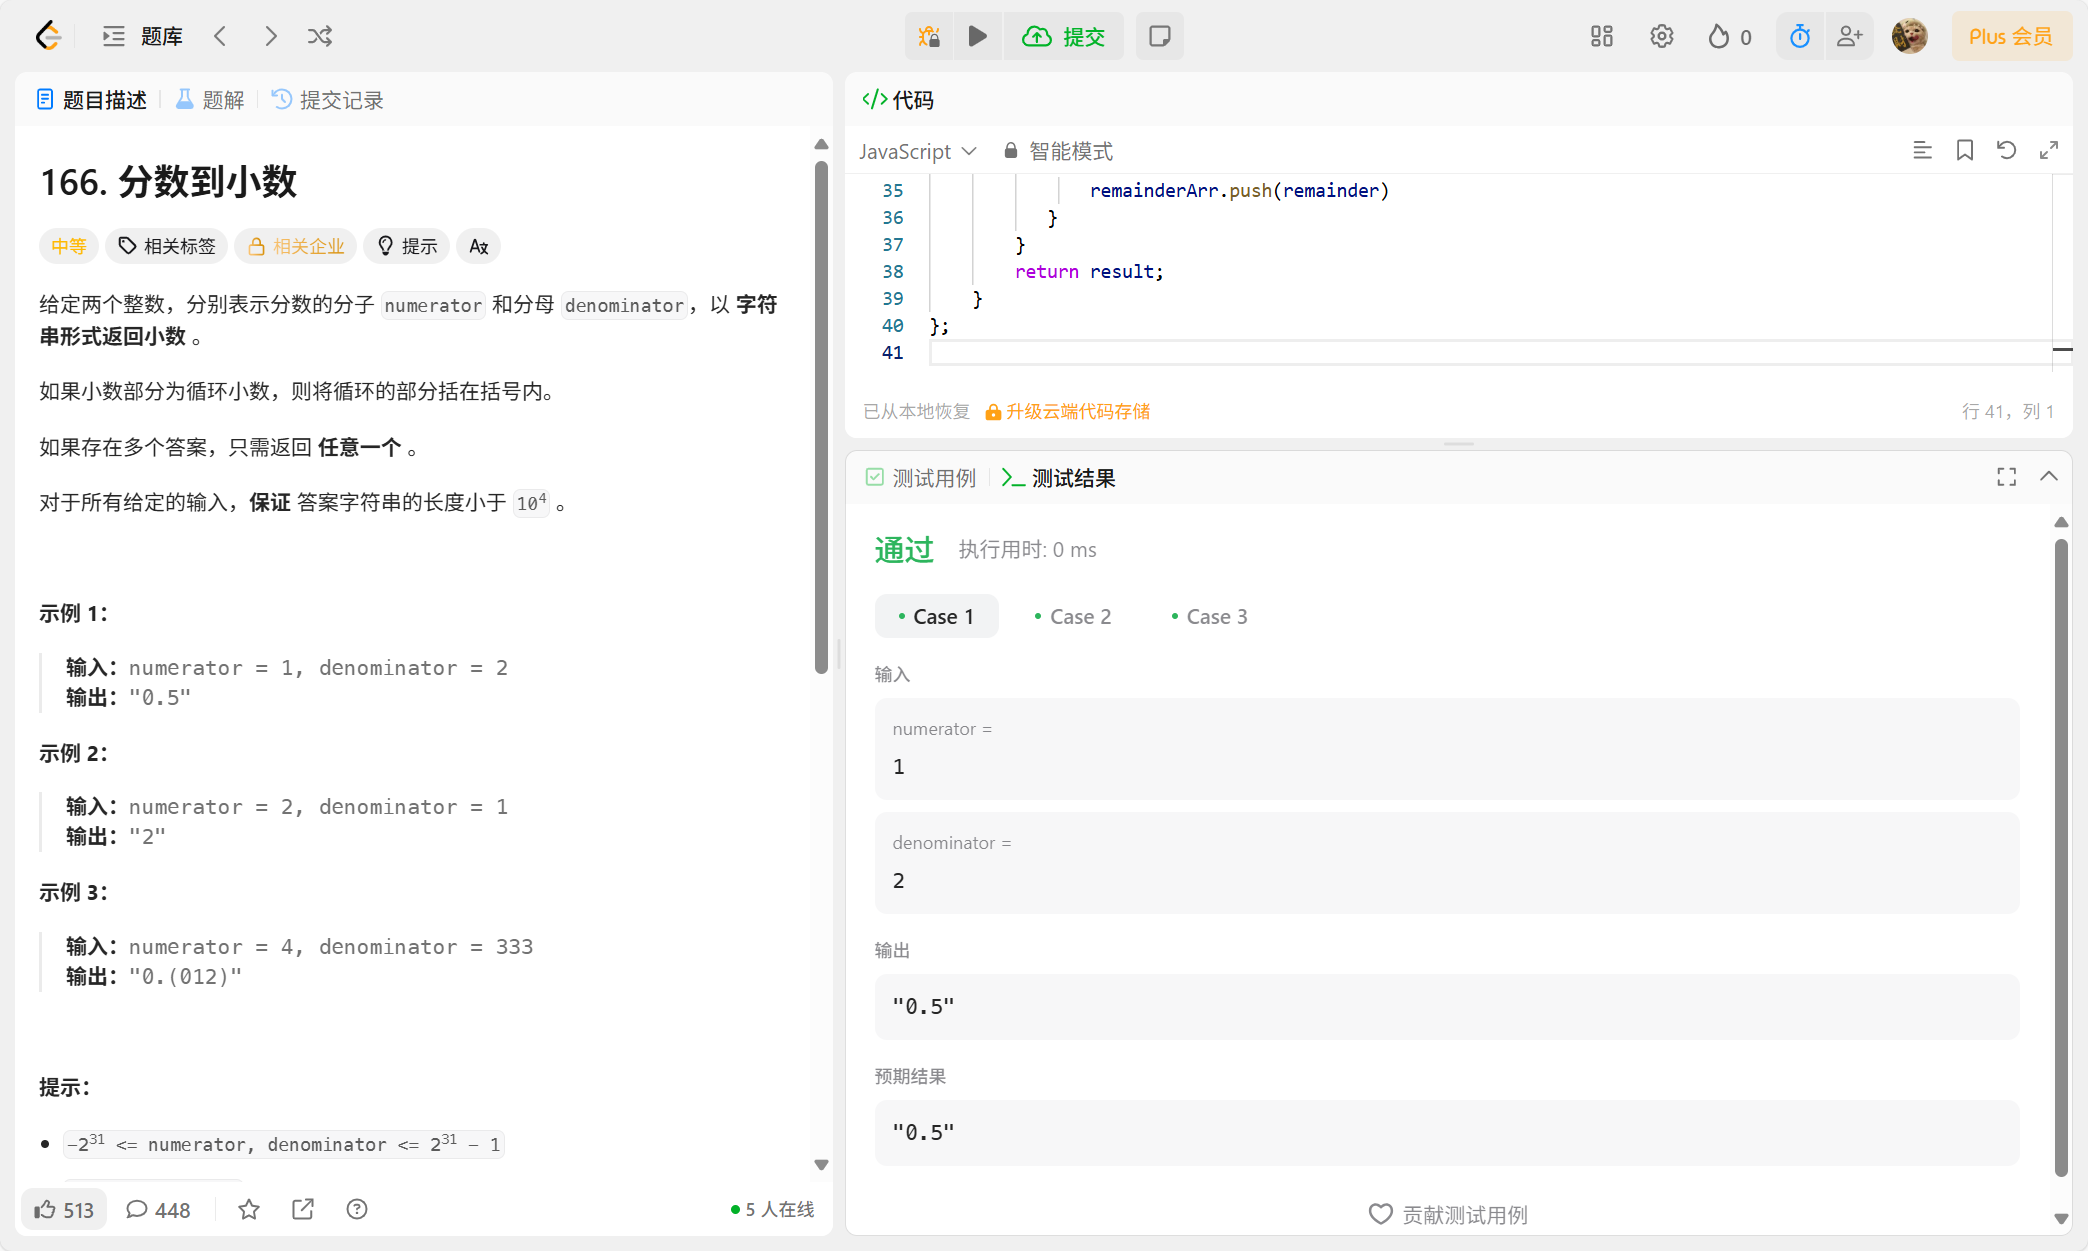 题库
提交
0
Plus 会员
题目描述
题解
提交记录
166. 分数到小数
中等
相关标签
相关企业
提示
给定两个整数，分别表示分数的分子 numerator 和分母 denominator，以 字符
串形式返回小数 。
如果小数部分为循环小数，则将循环的部分括在括号内。
如果存在多个答案，只需返回 任意一个 。
对于所有给定的输入，保证 答案字符串的长度小于 10⁴ 。
示例 1：
输入：numerator = 1, denominator = 2
输出："0.5"
示例 2：
输入：numerator = 2, denominator = 1
输出："2"
示例 3：
输入：numerator = 4, denominator = 333
输出："0.(012)"
提示：
-2³¹ <= numerator, denominator <= 2³¹ - 1
513
448
5 人在线
</>代码
JavaScript
智能模式
35 remainderArr.push(remainder)
36 }
37 }
38 return result;
39 }
40 };
41
已从本地恢复
升级云端代码存储
行 41，列 1
测试用例
测试结果
通过
执行用时: 0 ms
Case 1
Case 2
Case 3
输入
numerator =
1
denominator =
2
输出
"0.5"
预期结果
"0.5"
贡献测试用例